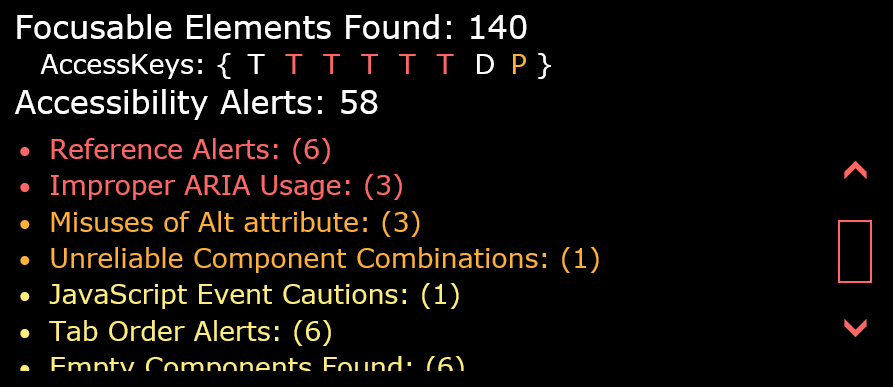 Focusable Elements Found: 140
AccessKeys: { T T T T T T D P }
Accessibility Alerts: 58
• Reference Alerts: (6)
• Improper ARIA Usage: (3)
• Misuses of Alt attribute: (3)
• Unreliable Component Combinations: (1)
• JavaScript Event Cautions: (1)
• Tab Order Alerts: (6)
• Empty Components Found: (6)